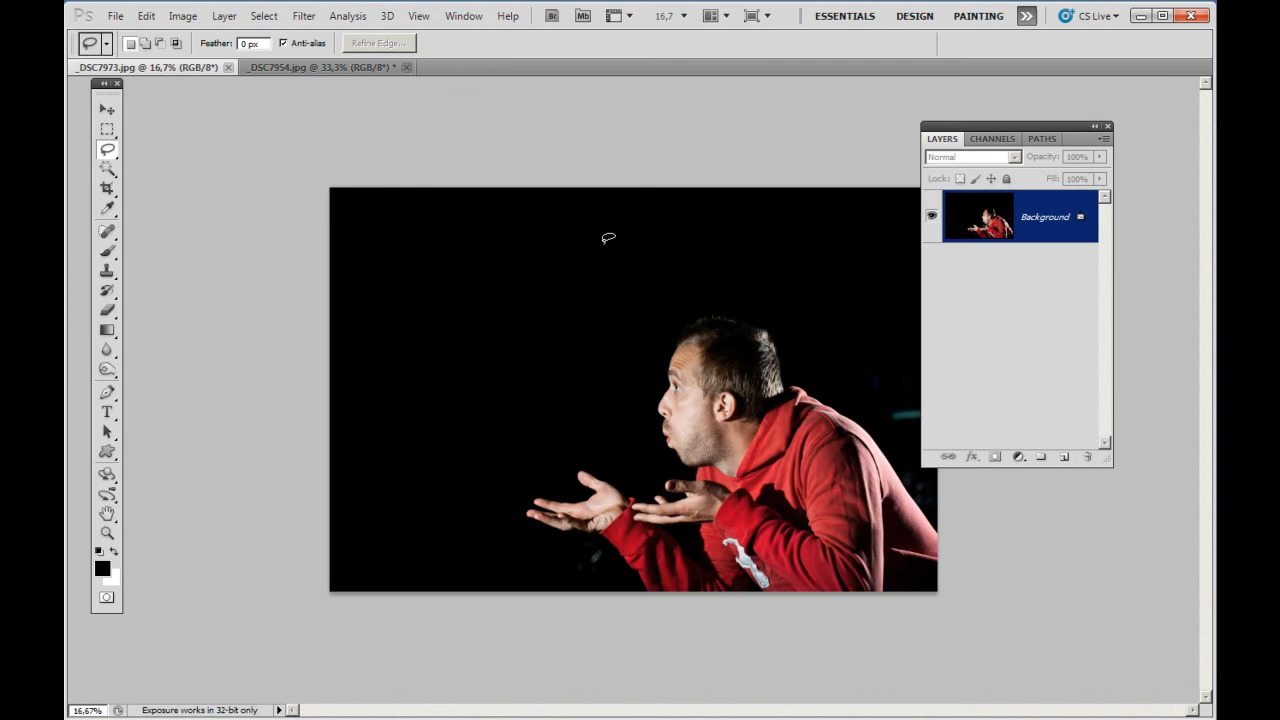 Ps File Edit Image Layer Select Filter Analysis 3D View Window Help Br Mb 16,7 ESSENTIALS DESIGN PAINTING CS Live
Feather: 0 px Anti-alias Refine Edge...
_DSC7973.jpg @ 16,7% (RGB/8*) _DSC7954.jpg @ 33,3% (RGB/8*) *
LAYERS CHANNELS PATHS
Normal Opacity: 100%
Lock: Fill: 100%
Background
T
16,67% Exposure works in 32-bit only